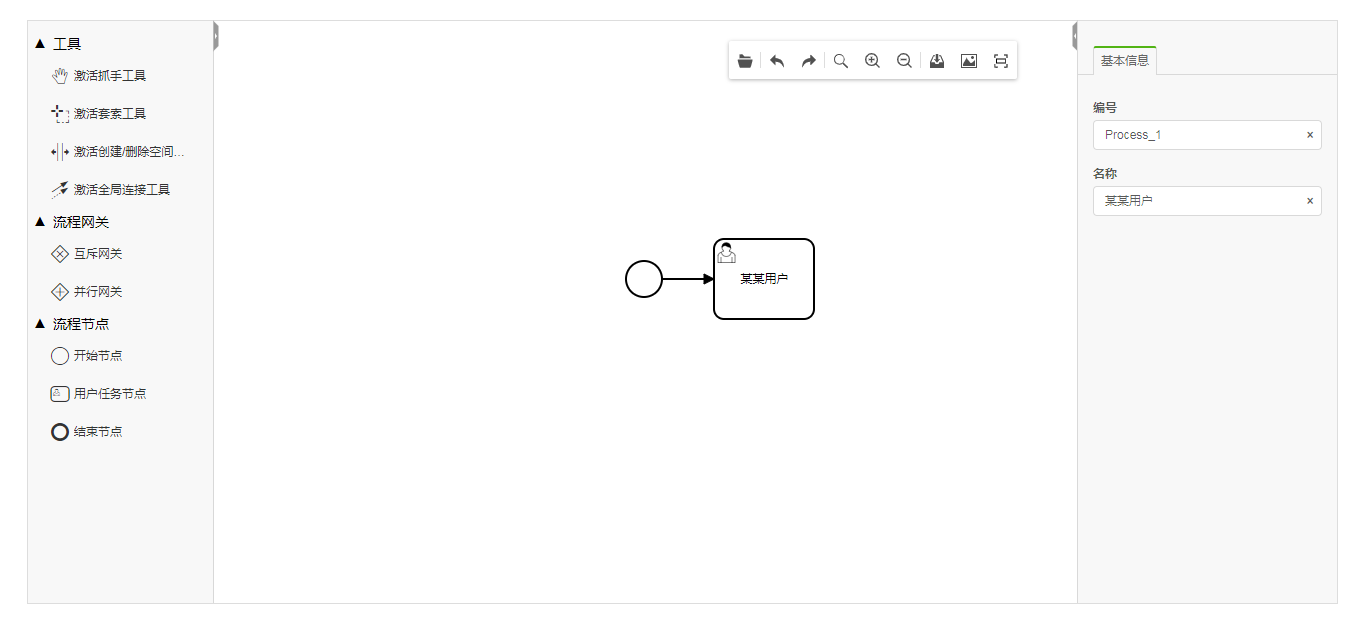 工具
激活抓手工具
激活套索工具
激活创建/删除空间...
激活全局连接工具
流程网关
互斥网关
并行网关
流程节点
开始节点
用户任务节点
结束节点
某某用户
基本信息
编号
Process_1
名称
某某用户